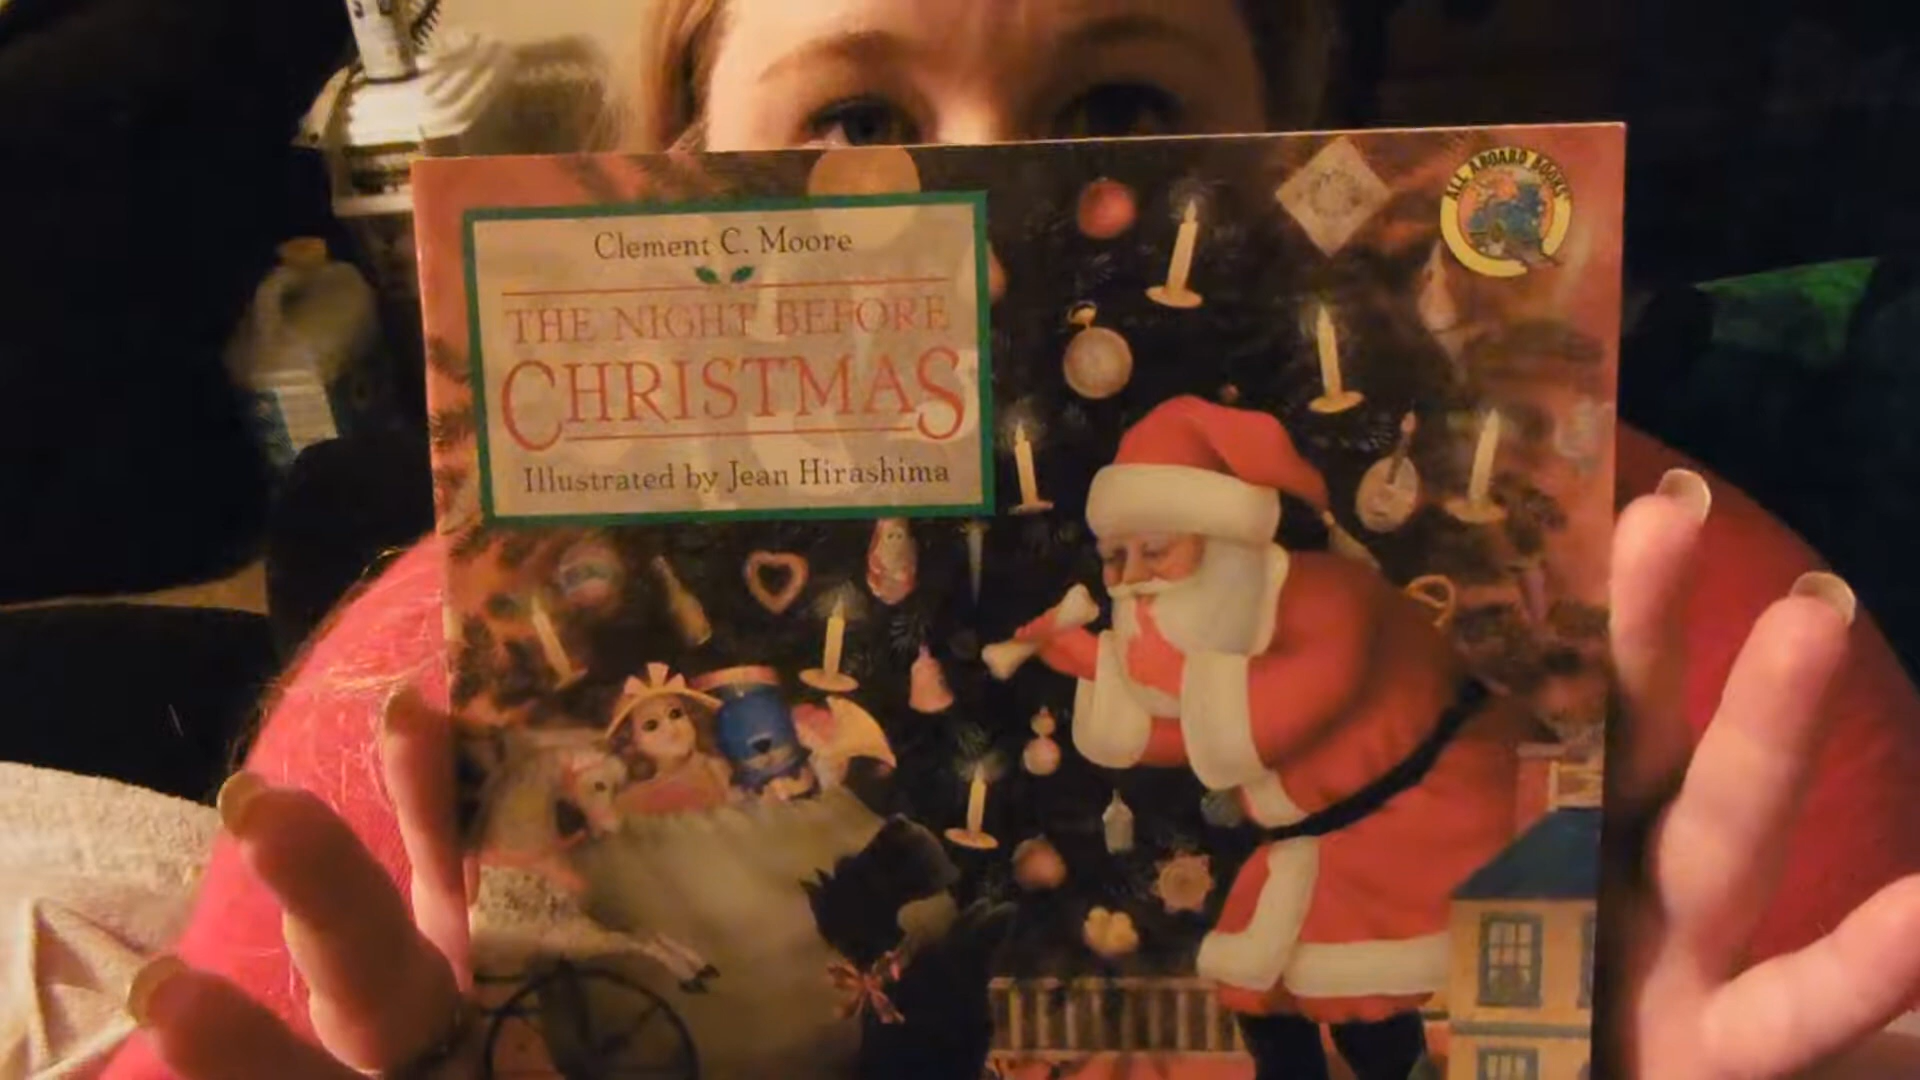 Clement C. Moore
THE NIGHT BEFORE
CHRISTMAS
Illustrated by Jean Hirashima
ALL ABOARD BOOKS